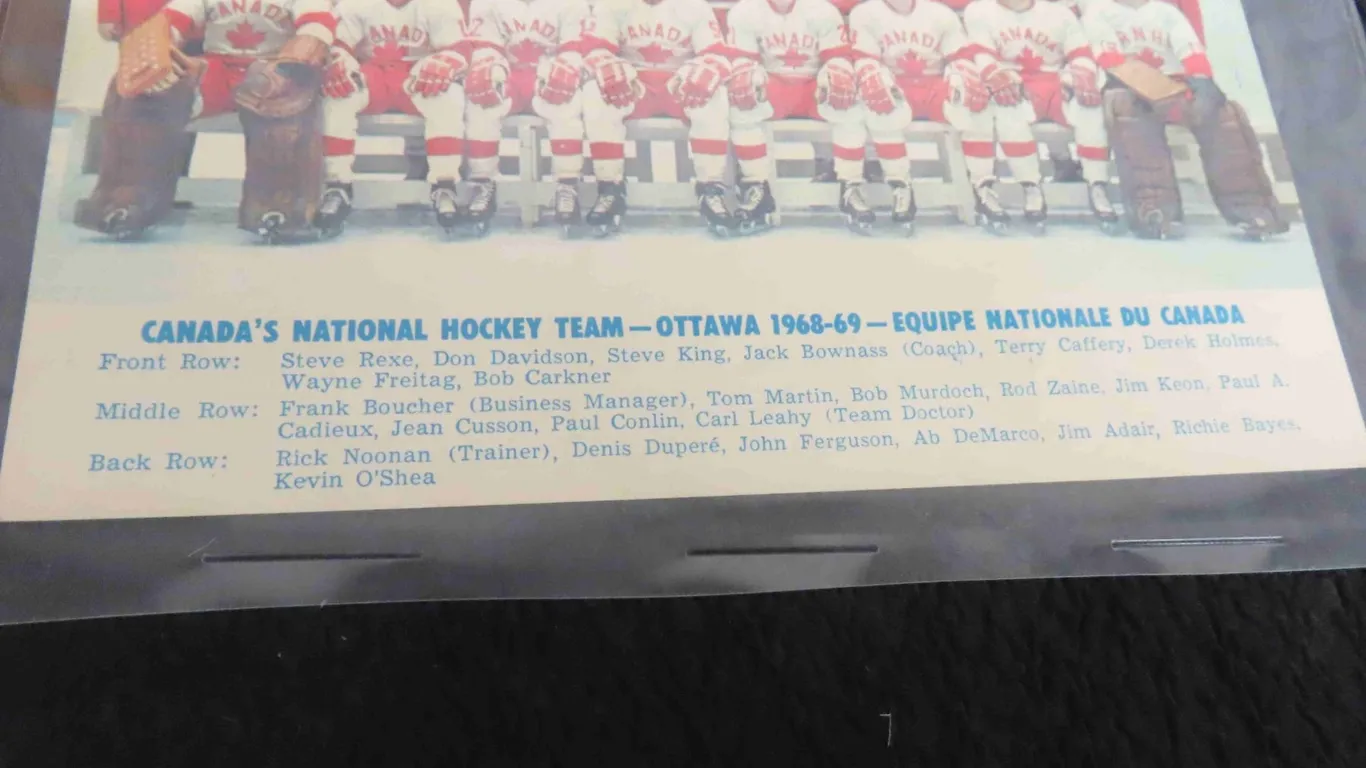 CANADA CANADA CANADA CANADA CANADA CANADA CANADA
CANADA'S NATIONAL HOCKEY TEAM—OTTAWA 1968-69—EQUIPE NATIONALE DU CANADA
Front Row: Steve Rexe, Don Davidson, Steve King, Jack Bownass (Coach), Terry Caffery, Derek Holmes,
Wayne Freitag, Bob Carkner
Middle Row: Frank Boucher (Business Manager), Tom Martin, Bob Murdoch, Rod Zaine, Jim Keon, Paul A.
Cadieux, Jean Cusson, Paul Conlin, Carl Leahy (Team Doctor)
Back Row: Rick Noonan (Trainer), Denis Duperé, John Ferguson, Ab DeMarco, Jim Adair, Richie Bayes,
Kevin O'Shea